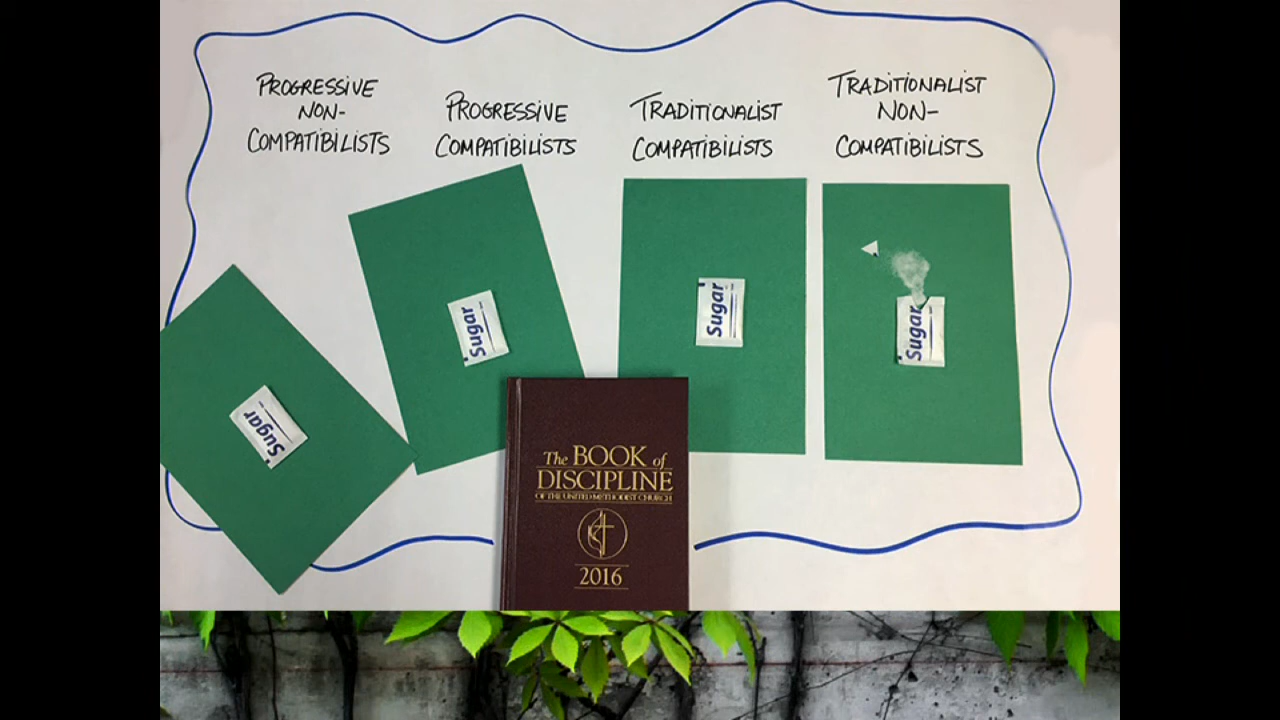 PROGRESSIVE
NON-
COMPATIBILISTS
PROGRESSIVE
COMPATIBILISTS
TRADITIONALIST
COMPATIBILISTS
TRADITIONALIST
NON-
COMPATIBILISTS
Sugar
Sugar
Sugar
Sugar
The BOOK of
DISCIPLINE
OF THE UNITED METHODIST CHURCH
2016